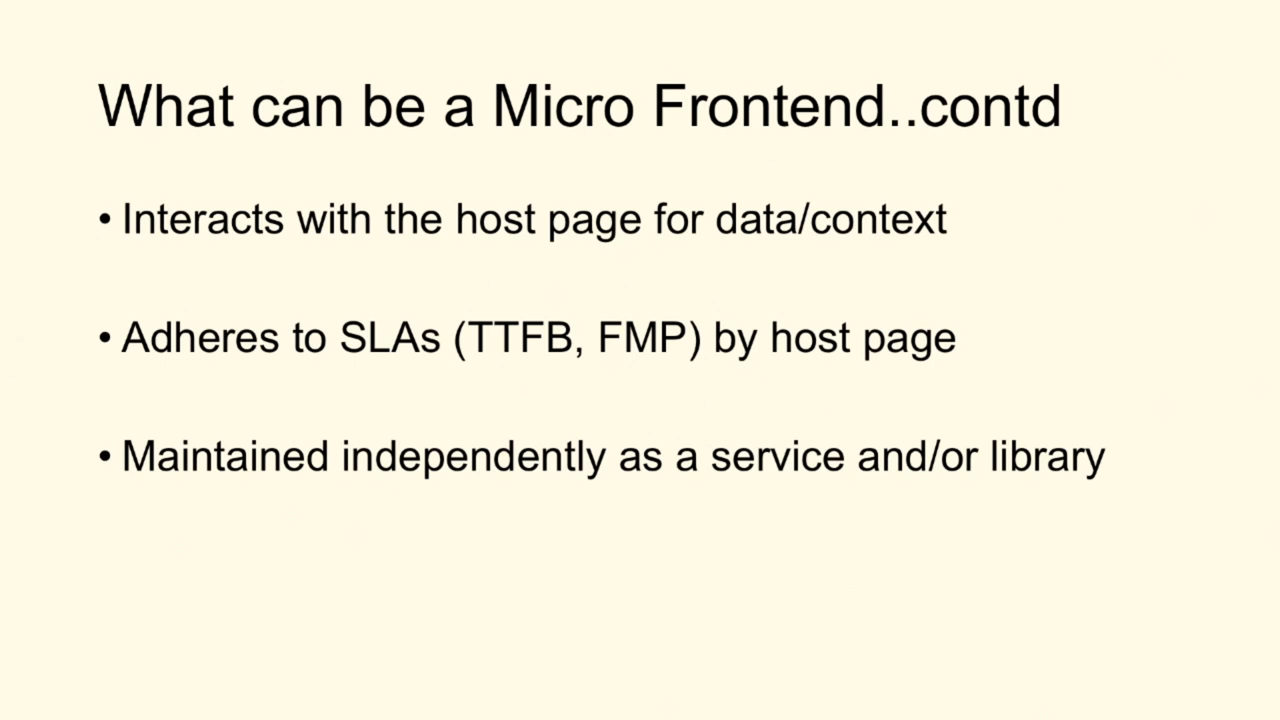 What can be a Micro Frontend..contd
• Interacts with the host page for data/context
• Adheres to SLAs (TTFB, FMP) by host page
• Maintained independently as a service and/or library